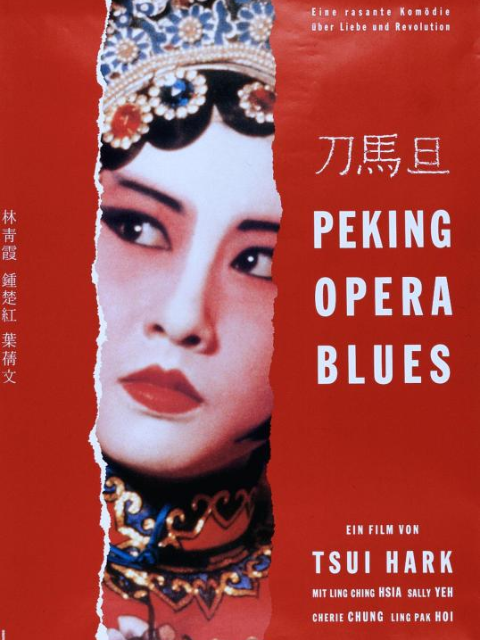 Eine rasante Komödie
über Liebe und Revolution
刀馬旦
PEKING
OPERA
BLUES
林青霞 鍾楚紅 葉蒨文
EIN FILM VON
TSUI HARK
MIT LING CHING HSIA SALLY YEH
CHERIE CHUNG LING PAK HOI